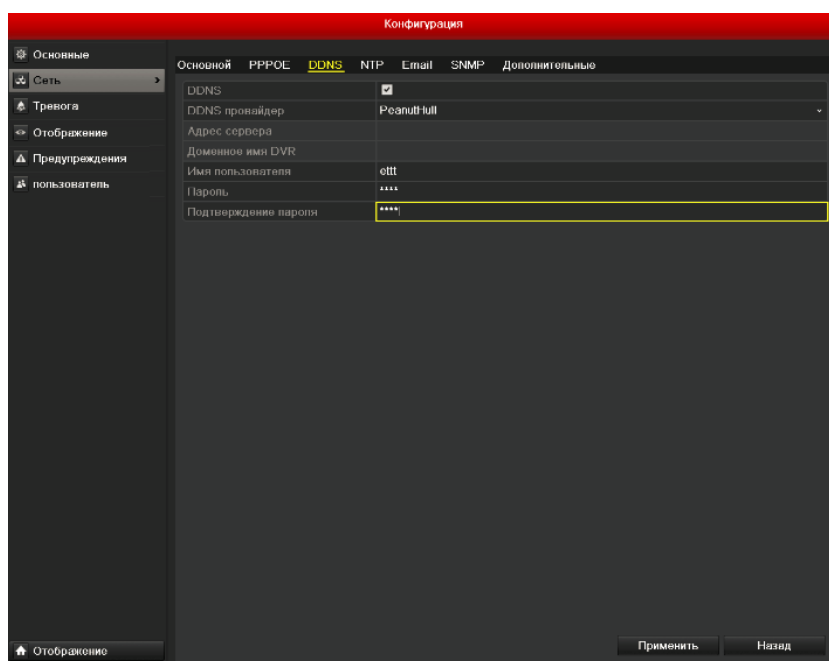 Конфигурация
Основные
Сеть
Тревога
Отображение
Предупреждения
пользователь
Основной PPPOE DDNS NTP Email SNMP Дополнительные
DDNS
DDNS провайдер PeanutHull
Адрес сервера
Доменное имя DVR
Имя пользователя ettt
Пароль ****
Подтверждение пароля ****
Применить Назад
Отображение